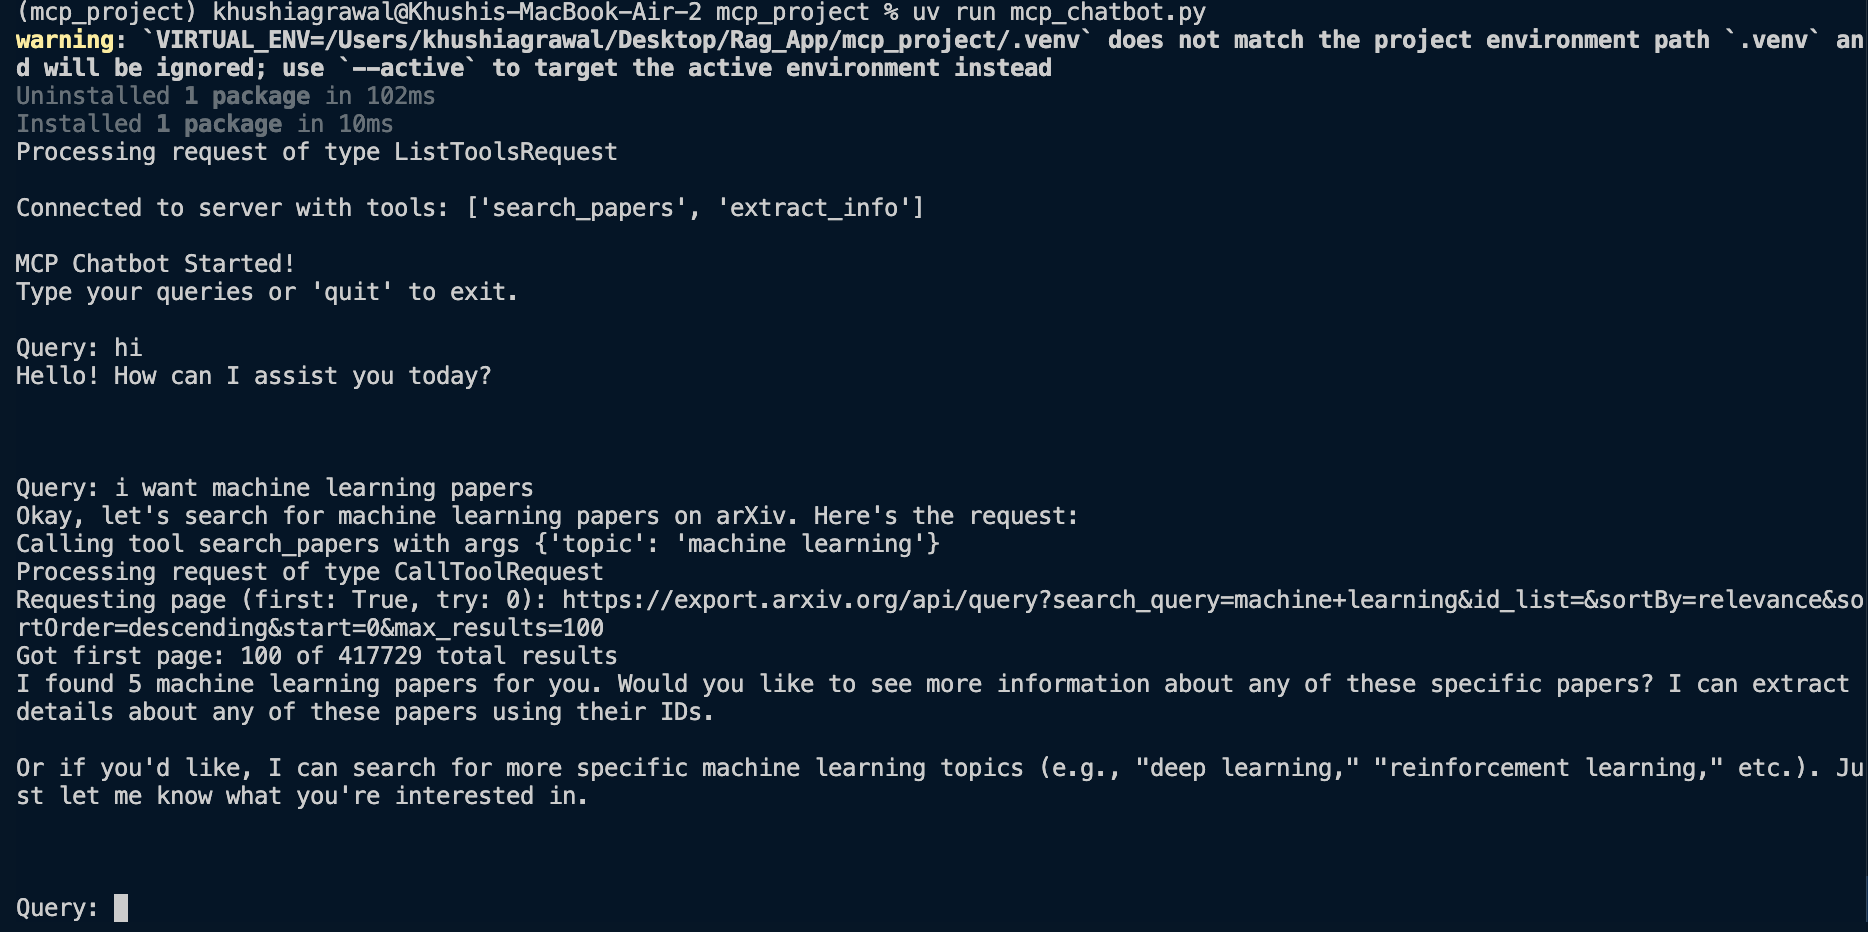 (mcp_project) khushiagrawal@Khushis-MacBook-Air-2 mcp_project % uv run mcp_chatbot.py
warning: `VIRTUAL_ENV=/Users/khushiagrawal/Desktop/Rag_App/mcp_project/.venv` does not match the project environment path `.venv` an
d will be ignored; use `--active` to target the active environment instead
Uninstalled 1 package in 102ms
Installed 1 package in 10ms
Processing request of type ListToolsRequest
Connected to server with tools: ['search_papers', 'extract_info']
MCP Chatbot Started!
Type your queries or 'quit' to exit.
Query: hi
Hello! How can I assist you today?
Query: i want machine learning papers
Okay, let's search for machine learning papers on arXiv. Here's the request:
Calling tool search_papers with args {'topic': 'machine learning'}
Processing request of type CallToolRequest
Requesting page (first: True, try: 0): https://export.arxiv.org/api/query?search_query=machine+learning&id_list=&sortBy=relevance&so
rtOrder=descending&start=0&max_results=100
Got first page: 100 of 417729 total results
I found 5 machine learning papers for you. Would you like to see more information about any of these specific papers? I can extract
details about any of these papers using their IDs.
Or if you'd like, I can search for more specific machine learning topics (e.g., "deep learning," "reinforcement learning," etc.). Ju
st let me know what you're interested in.
Query: